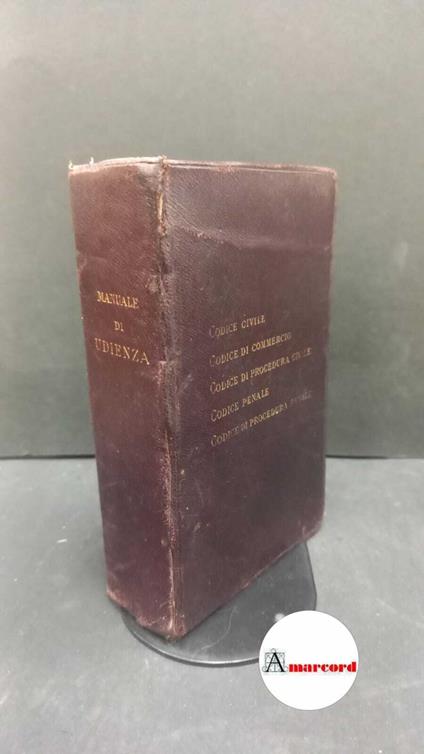 MANUALE
DI
UDIENZA
CODICE CIVILE
CODICE DI COMMERCIO
CODICE DI PROCEDURA CIVILE
CODICE PENALE
CODICE DI PROCEDURA PENALE
Amarcord